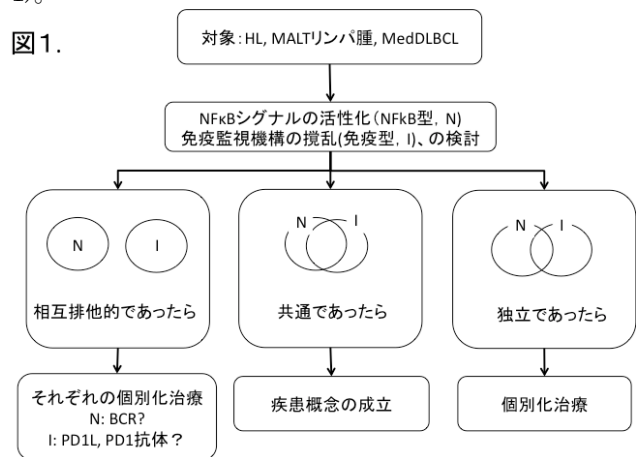 図1.
対象：HL, MALTリンパ腫, MedDLBCL
NFκBシグナルの活性化（NFkB型, N）
免疫監視機構の撹乱(免疫型, I)、の検討
N I
相互排他的であったら
N I
共通であったら
N I
独立であったら
それぞれの個別化治療
N: BCR?
I: PD1L, PD1抗体？
疾患概念の成立
個別化治療